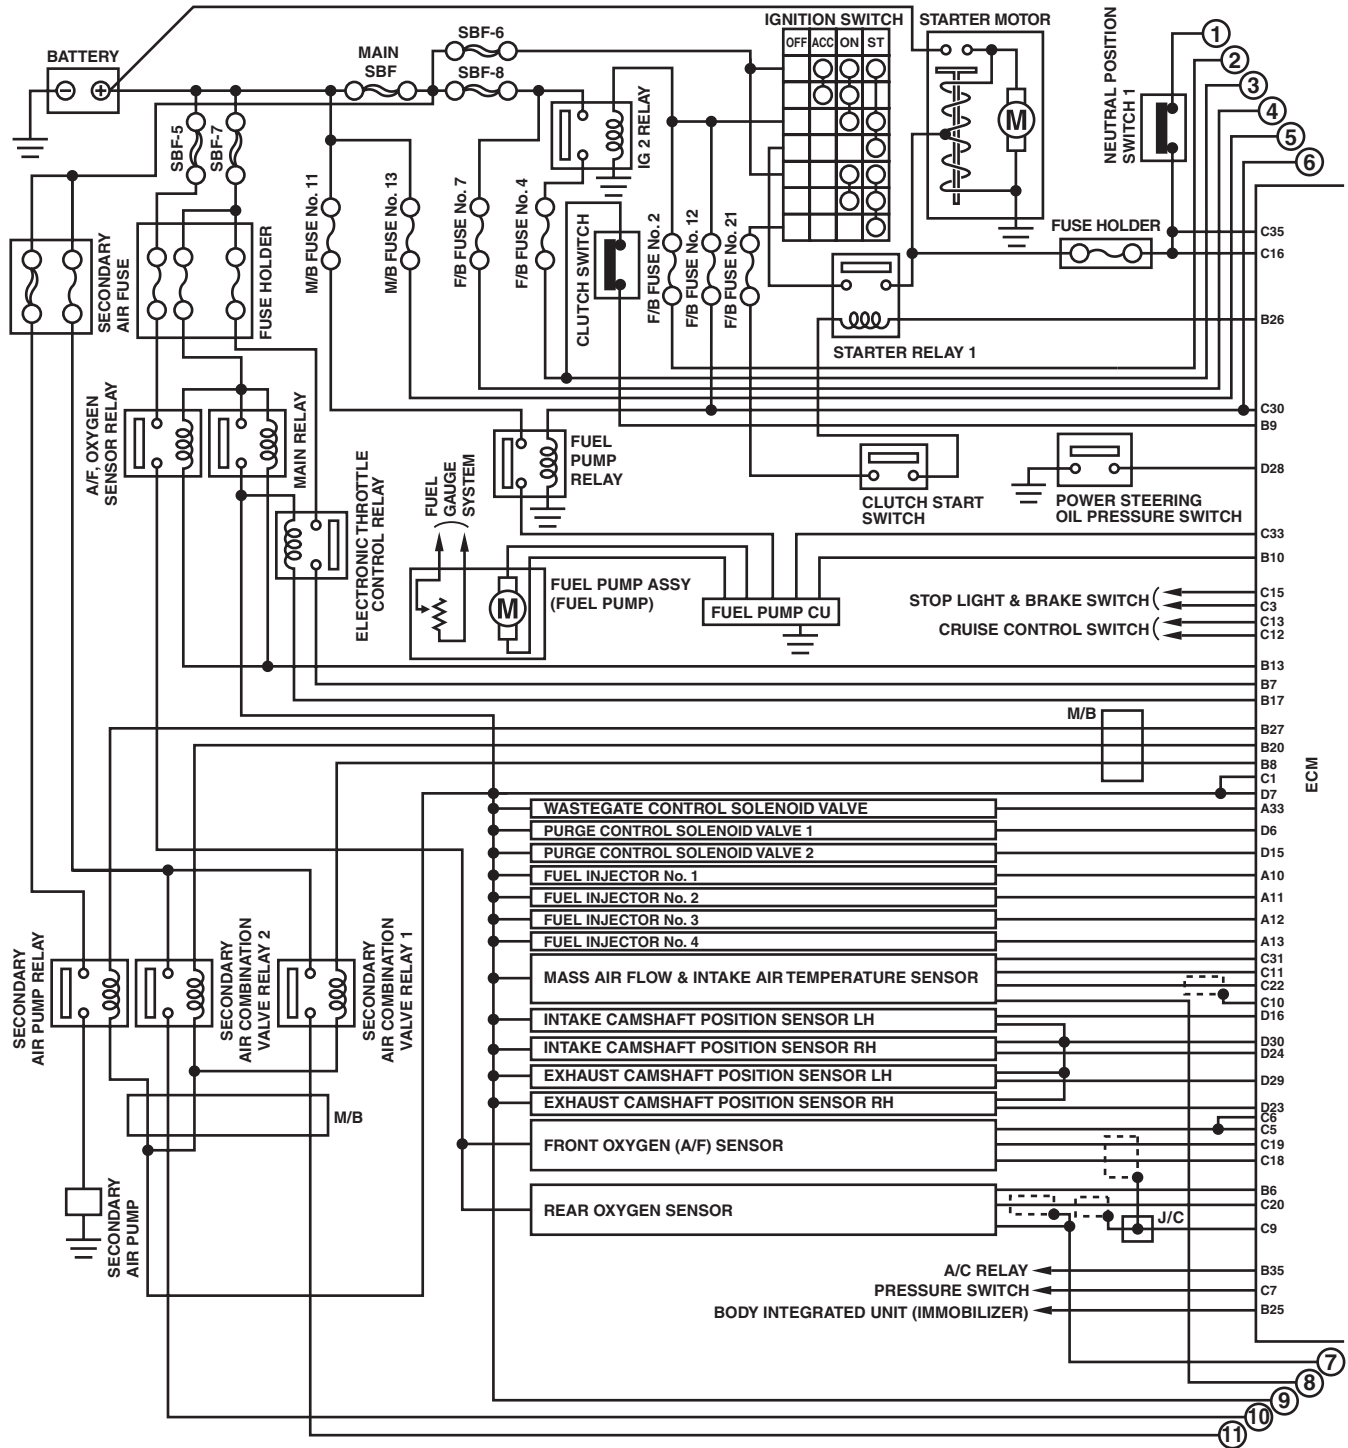 IGNITION SWITCH
STARTER MOTOR
SBF-6
OFF ACC ON ST
BATTERY
MAIN
SBF
SBF-8
SBF-5
SBF-7
IG 2 RELAY
M
NEUTRAL POSITION
SWITCH 1
1
2
3
4
5
6
M/B FUSE No. 11
M/B FUSE No. 13
F/B FUSE No. 7
F/B FUSE No. 4
CLUTCH SWITCH
F/B FUSE No. 2
F/B FUSE No. 12
F/B FUSE No. 21
FUSE HOLDER
SECONDARY
AIR FUSE
FUSE HOLDER
STARTER RELAY 1
C35
C16
B26
C30
B9
D28
C33
B10
C15
C3
C13
C12
B13
B7
B17
B27
B20
B8
C1
D7
A33
D6
D15
A10
A11
A12
A13
C31
C11
C22
C10
D16
D30
D24
D29
D23
C6
C5
C19
C18
B6
C20
C9
B35
C7
B25
ECM
A/F, OXYGEN
SENSOR RELAY
MAIN RELAY
ELECTRONIC THROTTLE
CONTROL RELAY
FUEL
GAUGE
SYSTEM
FUEL
PUMP
RELAY
CLUTCH START
SWITCH
POWER STEERING
OIL PRESSURE SWITCH
M
FUEL PUMP ASSY
(FUEL PUMP)
FUEL PUMP CU
STOP LIGHT & BRAKE SWITCH (
CRUISE CONTROL SWITCH (
M/B
WASTEGATE CONTROL SOLENOID VALVE
PURGE CONTROL SOLENOID VALVE 1
PURGE CONTROL SOLENOID VALVE 2
FUEL INJECTOR No. 1
FUEL INJECTOR No. 2
FUEL INJECTOR No. 3
FUEL INJECTOR No. 4
MASS AIR FLOW & INTAKE AIR TEMPERATURE SENSOR
INTAKE CAMSHAFT POSITION SENSOR LH
INTAKE CAMSHAFT POSITION SENSOR RH
EXHAUST CAMSHAFT POSITION SENSOR LH
EXHAUST CAMSHAFT POSITION SENSOR RH
FRONT OXYGEN (A/F) SENSOR
REAR OXYGEN SENSOR
J/C
SECONDARY
AIR PUMP RELAY
SECONDARY
AIR COMBINATION
VALVE RELAY 2
SECONDARY
AIR COMBINATION
VALVE RELAY 1
M/B
SECONDARY
AIR PUMP
A/C RELAY
PRESSURE SWITCH
BODY INTEGRATED UNIT (IMMOBILIZER)
7
8
9
10
11